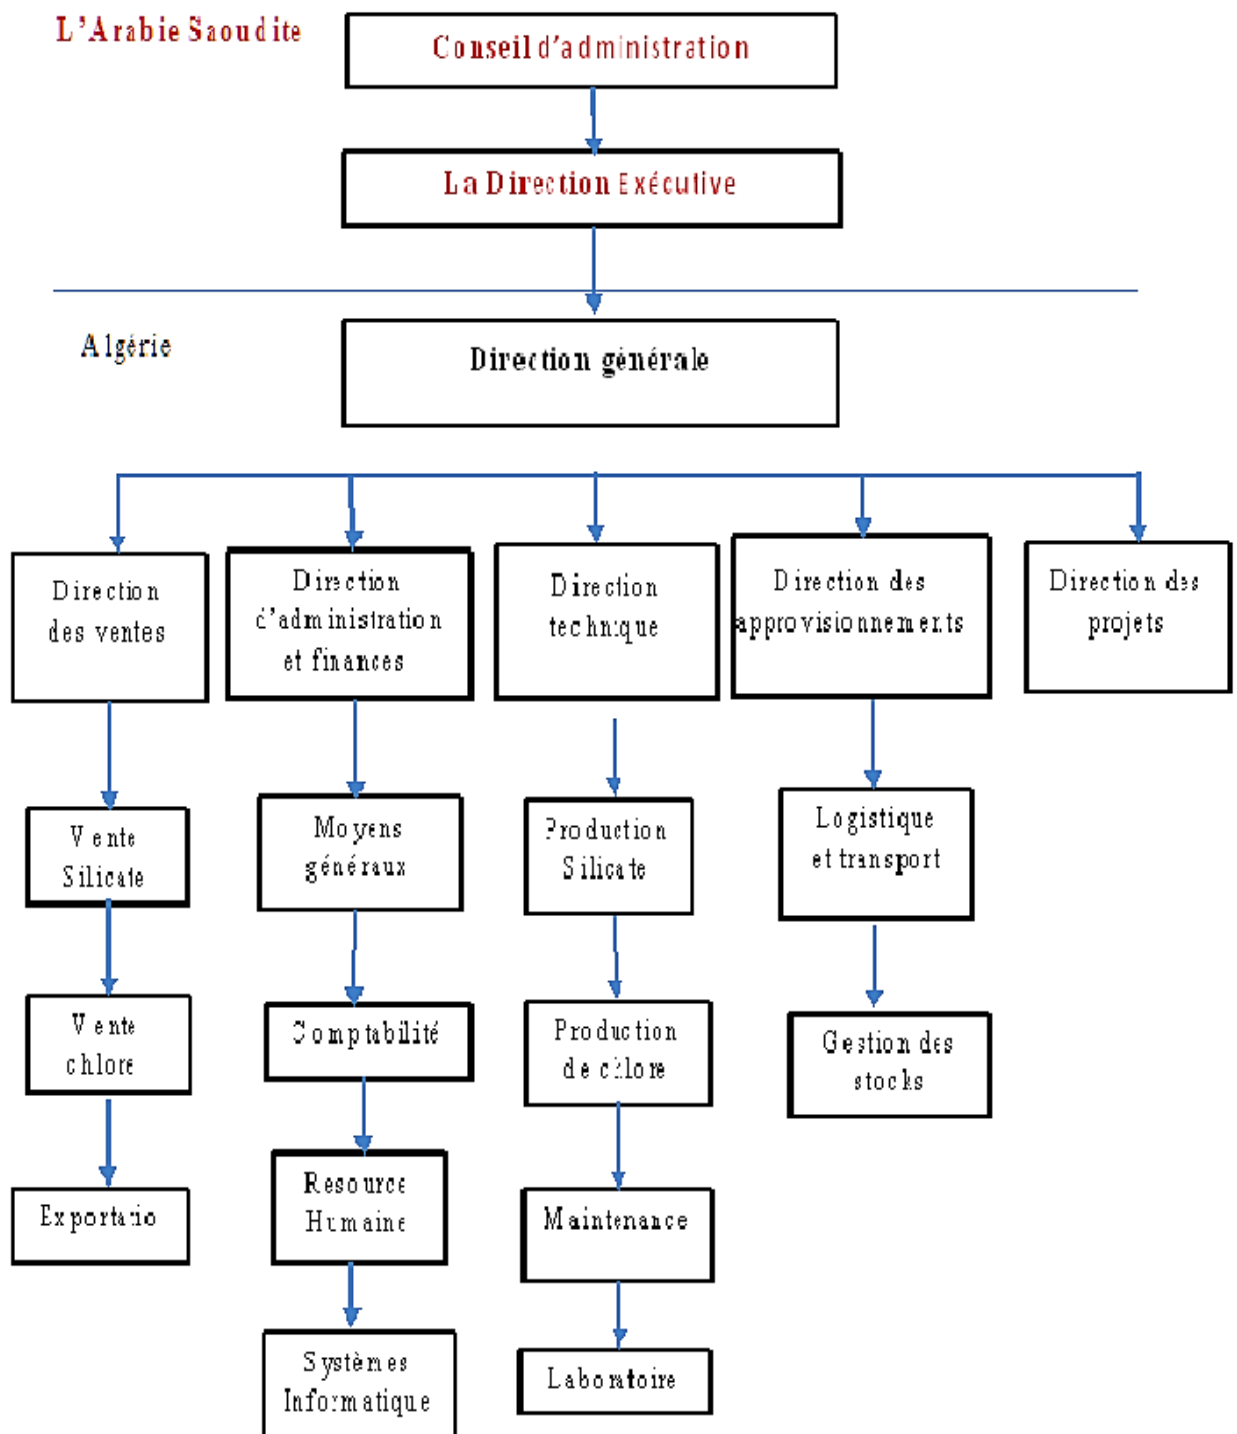 L'Arabie Saoudite
Conseil d'administration
La Direction Exécutive
Algérie
Direction générale
Direction
des ventes
Direction
d'administration
et finances
Direction
technique
Direction des
approvisionnements
Direction des
projets
Vente
Silicate
Moyens
généraux
Production
Silicate
Logistique
et transport
Vente
chlore
Comptabilité
Production
de chlore
Gestion des
stocks
Exportatio
Resource
Humaine
Maintenance
Systèmes
Informatique
Laboratoire